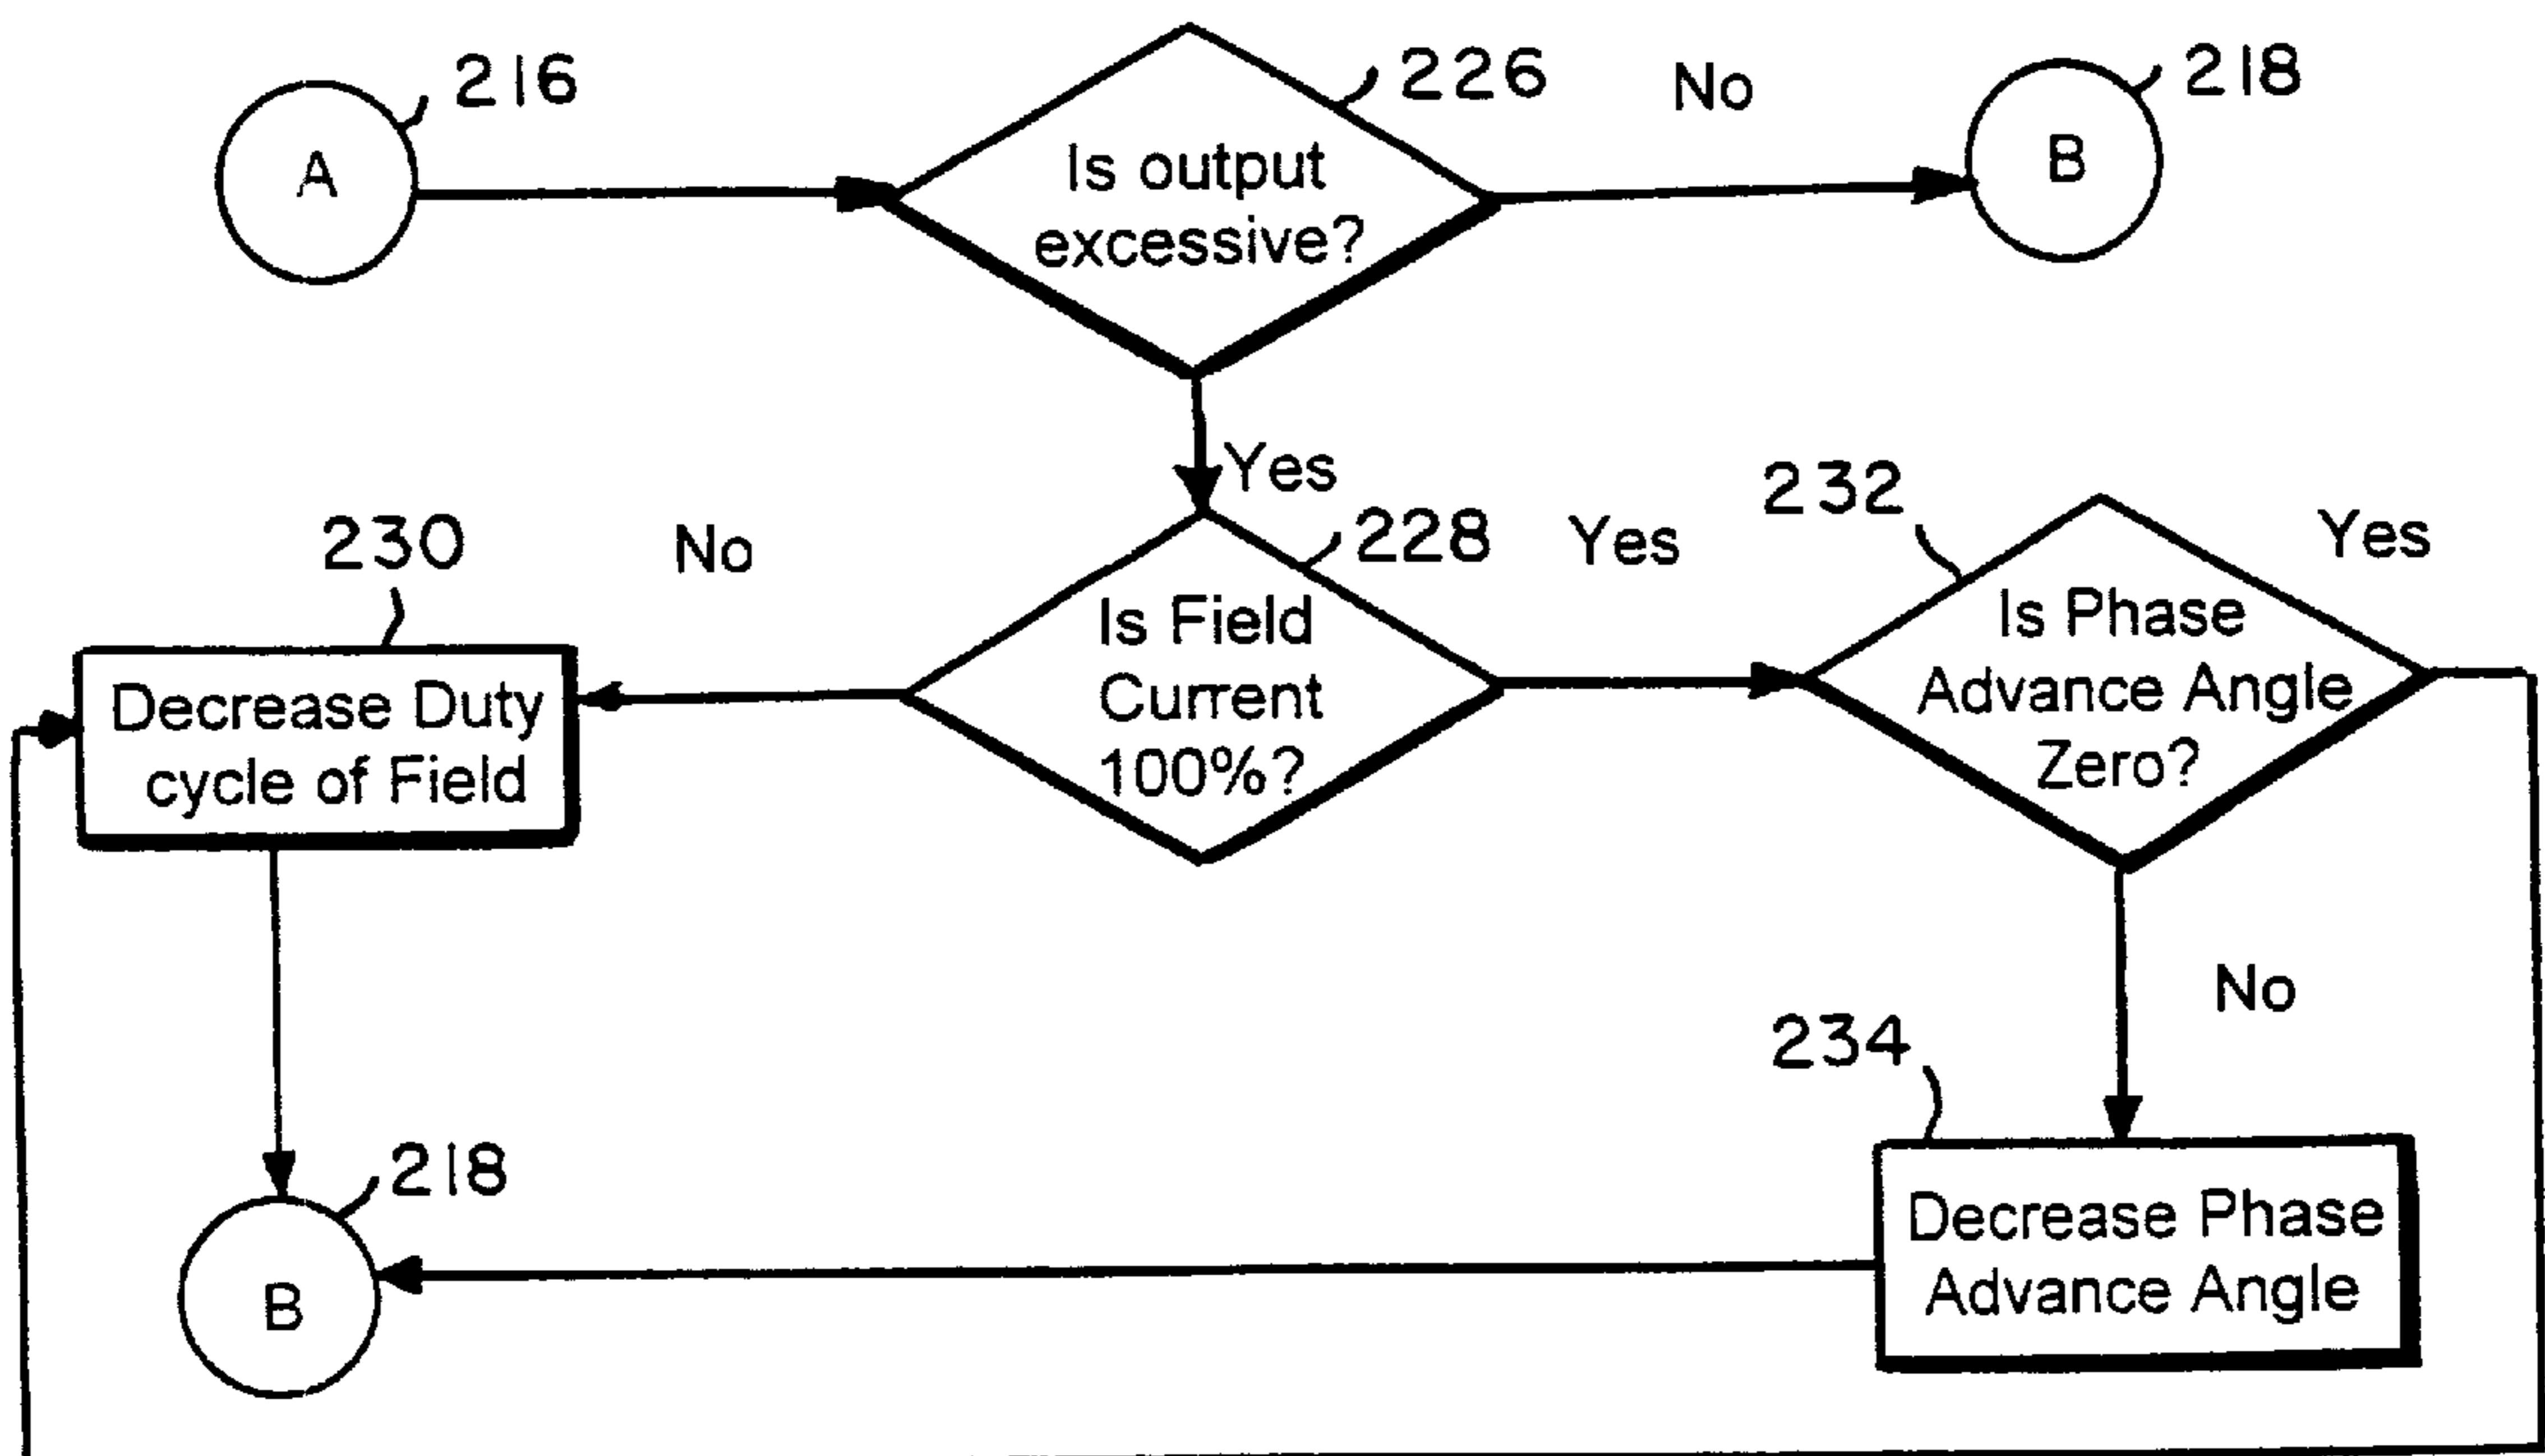 216
A
226
Is output
excessive?
No
218
B
Yes
228
Is Field
Current
100%?
No
230
Decrease Duty
cycle of Field
Yes
232
Is Phase
Advance Angle
Zero?
Yes
No
234
Decrease Phase
Advance Angle
218
B